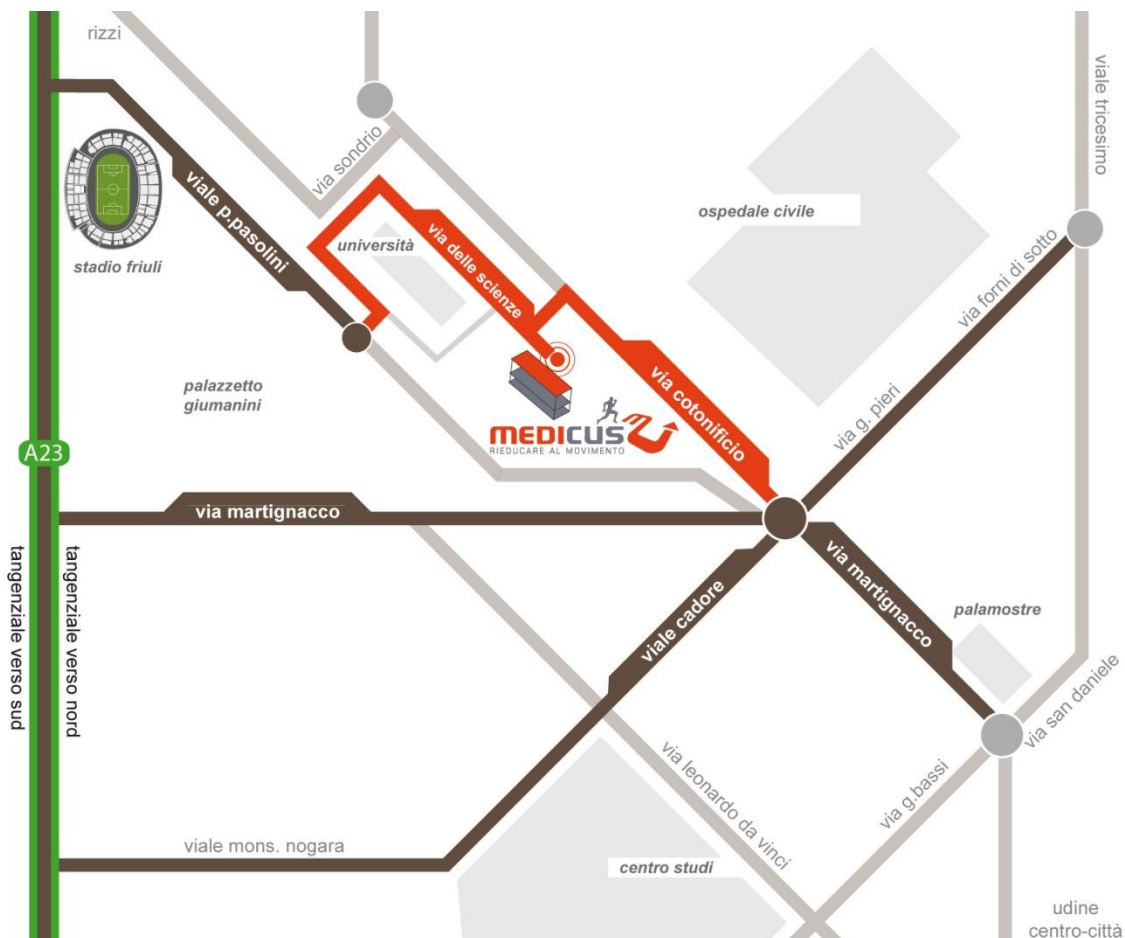 rizzi
via sondrio
viale tricesimo
viale p.pasolini
università
via delle scienze
ospedale civile
stadio friuli
via forni di sotto
palazzetto
giumanini
via cotonificio
via g. pieri
MEDICUS
RIEDUCARE AL MOVIMENTO
A23
via martignacco
tangenziale verso sud
tangenziale verso nord
viale cadore
via martignacco
palamostre
via san daniele
via leonardo da vinci
via g.bassi
viale mons. nogara
centro studi
udine
centro-città